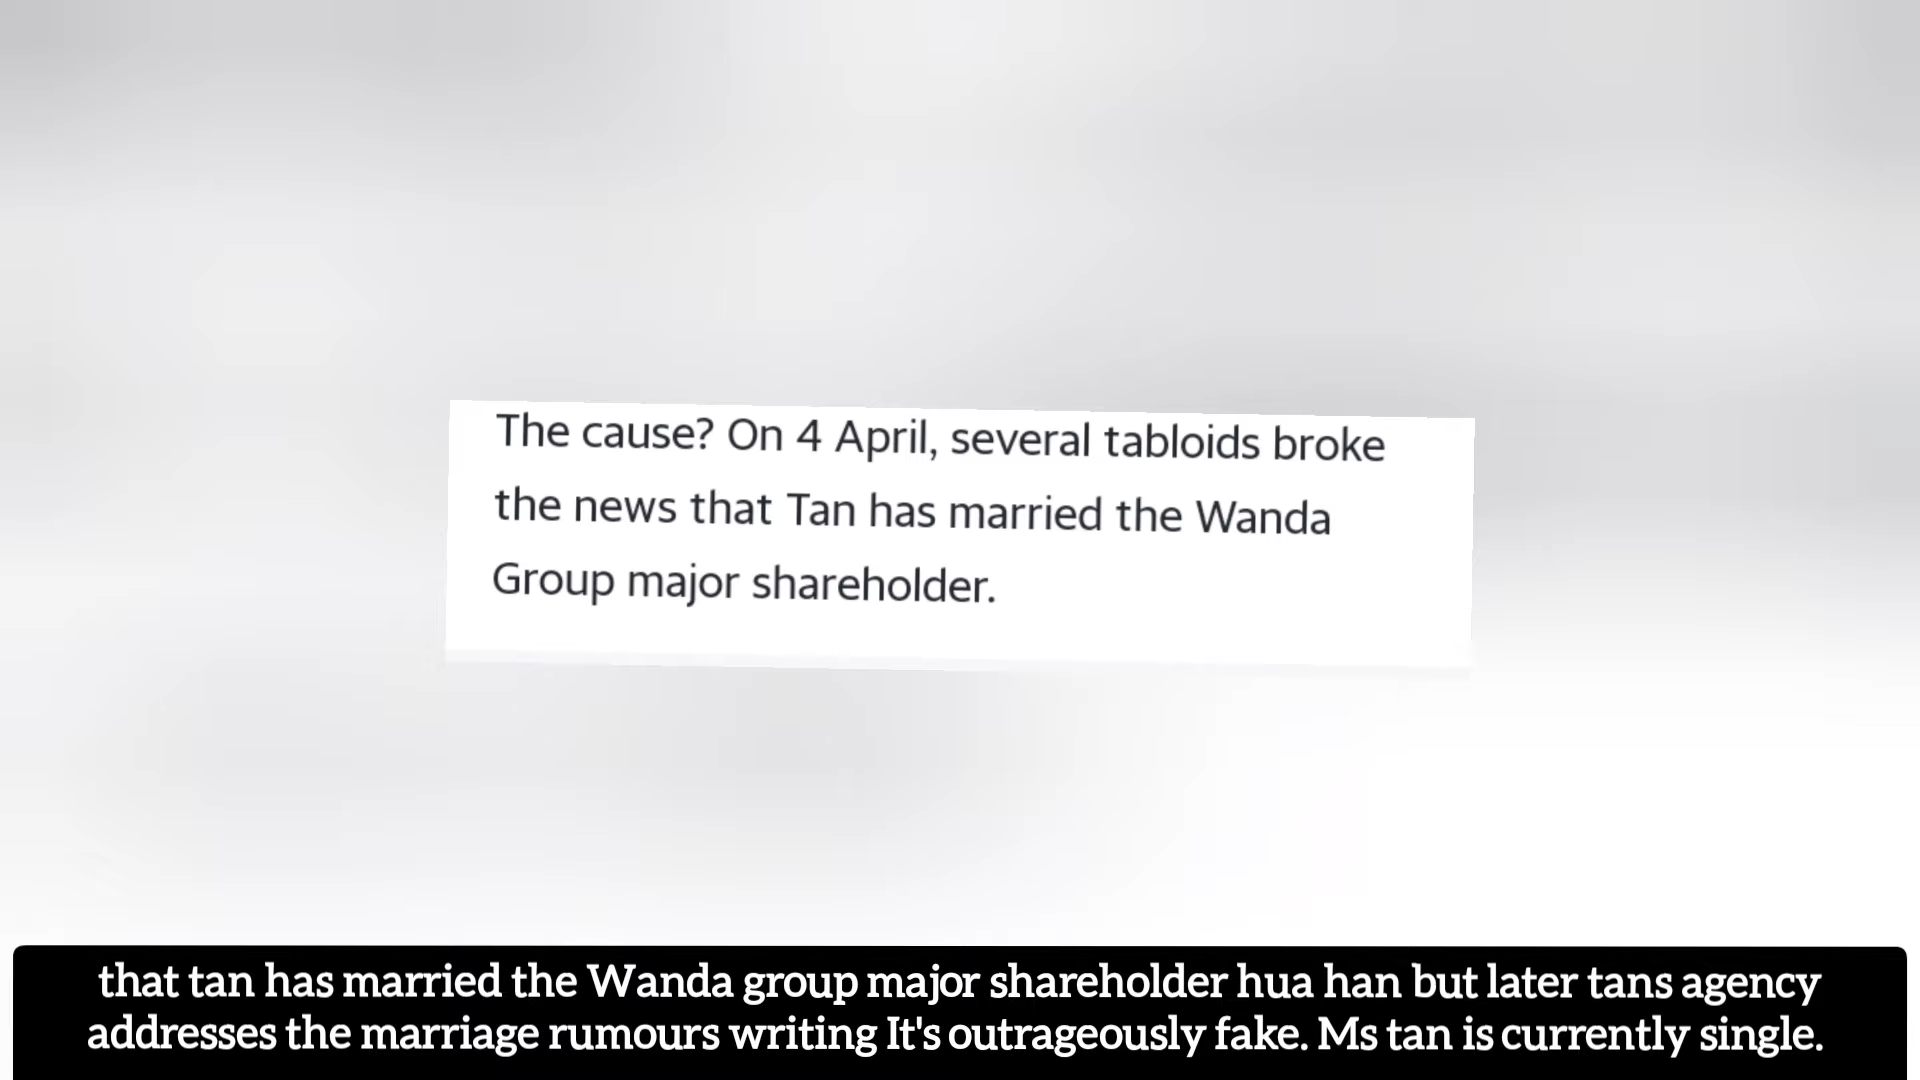 The cause? On 4 April, several tabloids broke
the news that Tan has married the Wanda
Group major shareholder.
that tan has married the Wanda group major shareholder hua han but later tans agency
addresses the marriage rumours writing It's outrageously fake. Ms tan is currently single.